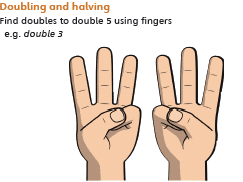 Doubling and halving
Find doubles to double 5 using fingers
e.g. double 3